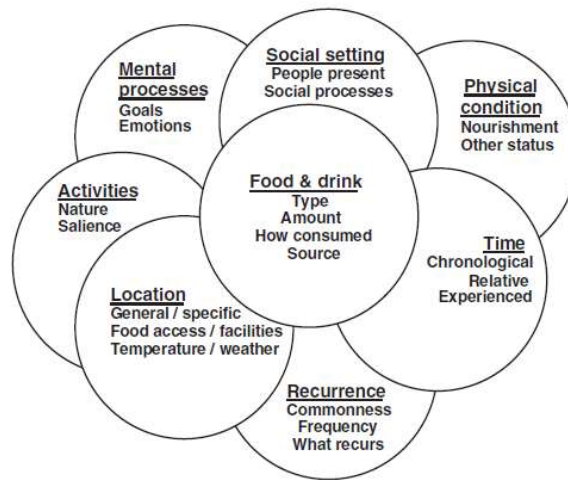 Social setting
People present
Social processes
Mental
processes
Goals
Emotions
Physical
condition
Nourishment
Other status
Food & drink
Type
Amount
How consumed
Source
Activities
Nature
Salience
Time
Chronological
Relative
Experienced
Location
General / specific
Food access / facilities
Temperature / weather
Recurrence
Commonness
Frequency
What recurs